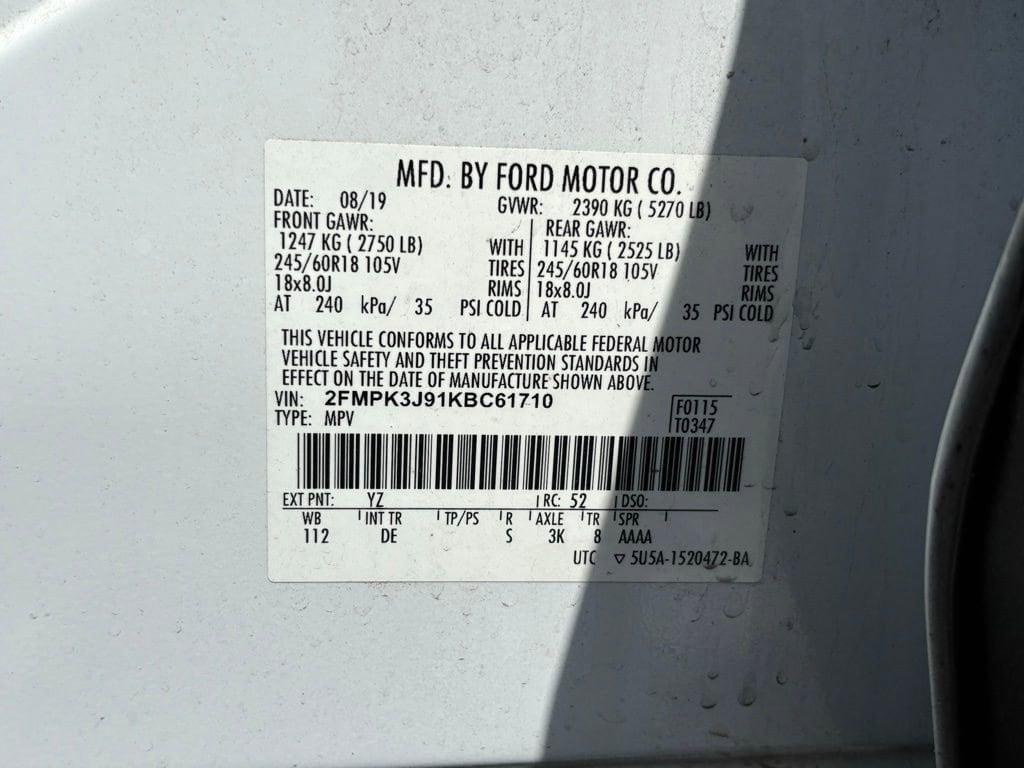 MFD. BY FORD MOTOR CO.
DATE: 08/19 GVWR: 2390 KG ( 5270 LB)
FRONT GAWR: REAR GAWR:
1247 KG ( 2750 LB) WITH 1145 KG ( 2525 LB) WITH
245/60R18 105V TIRES 245/60R18 105V TIRES
18x8.0J RIMS 18x8.0J RIMS
AT 240 kPa/ 35 PSI COLD AT 240 kPa/ 35 PSI COLD
THIS VEHICLE CONFORMS TO ALL APPLICABLE FEDERAL MOTOR
VEHICLE SAFETY AND THEFT PREVENTION STANDARDS IN
EFFECT ON THE DATE OF MANUFACTURE SHOWN ABOVE.
VIN: 2FMPK3J91KBC61710 F0115
TYPE: MPV T0347
EXT PNT: YZ RC: 52 DSO:
WB INT TR TP/PS R AXLE TR SPR
112 DE S 3K 8 AAAA
UTC ▽ 5U5A-1520472-BA